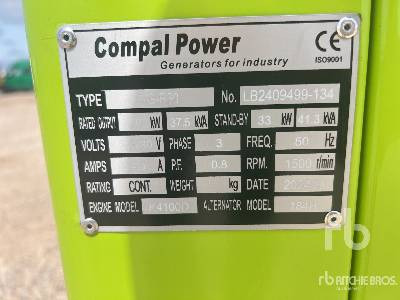 Compal Power
Generators for industry
CE
ISO9001
TYPE No. LB2409499-134
RATED OUTPUT kW 37.5 kVA STAND-BY 33 kW 41.3 kVA
VOLTS V PHASE 3 FREQ. 50 Hz
AMPS A P.F. 0.8 RPM. 1500 r/min
RATING CONT. WEIGHT kg DATE
ENGINE MODEL K4100D ALTERNATOR MODEL
rb
RITCHIE BROS.